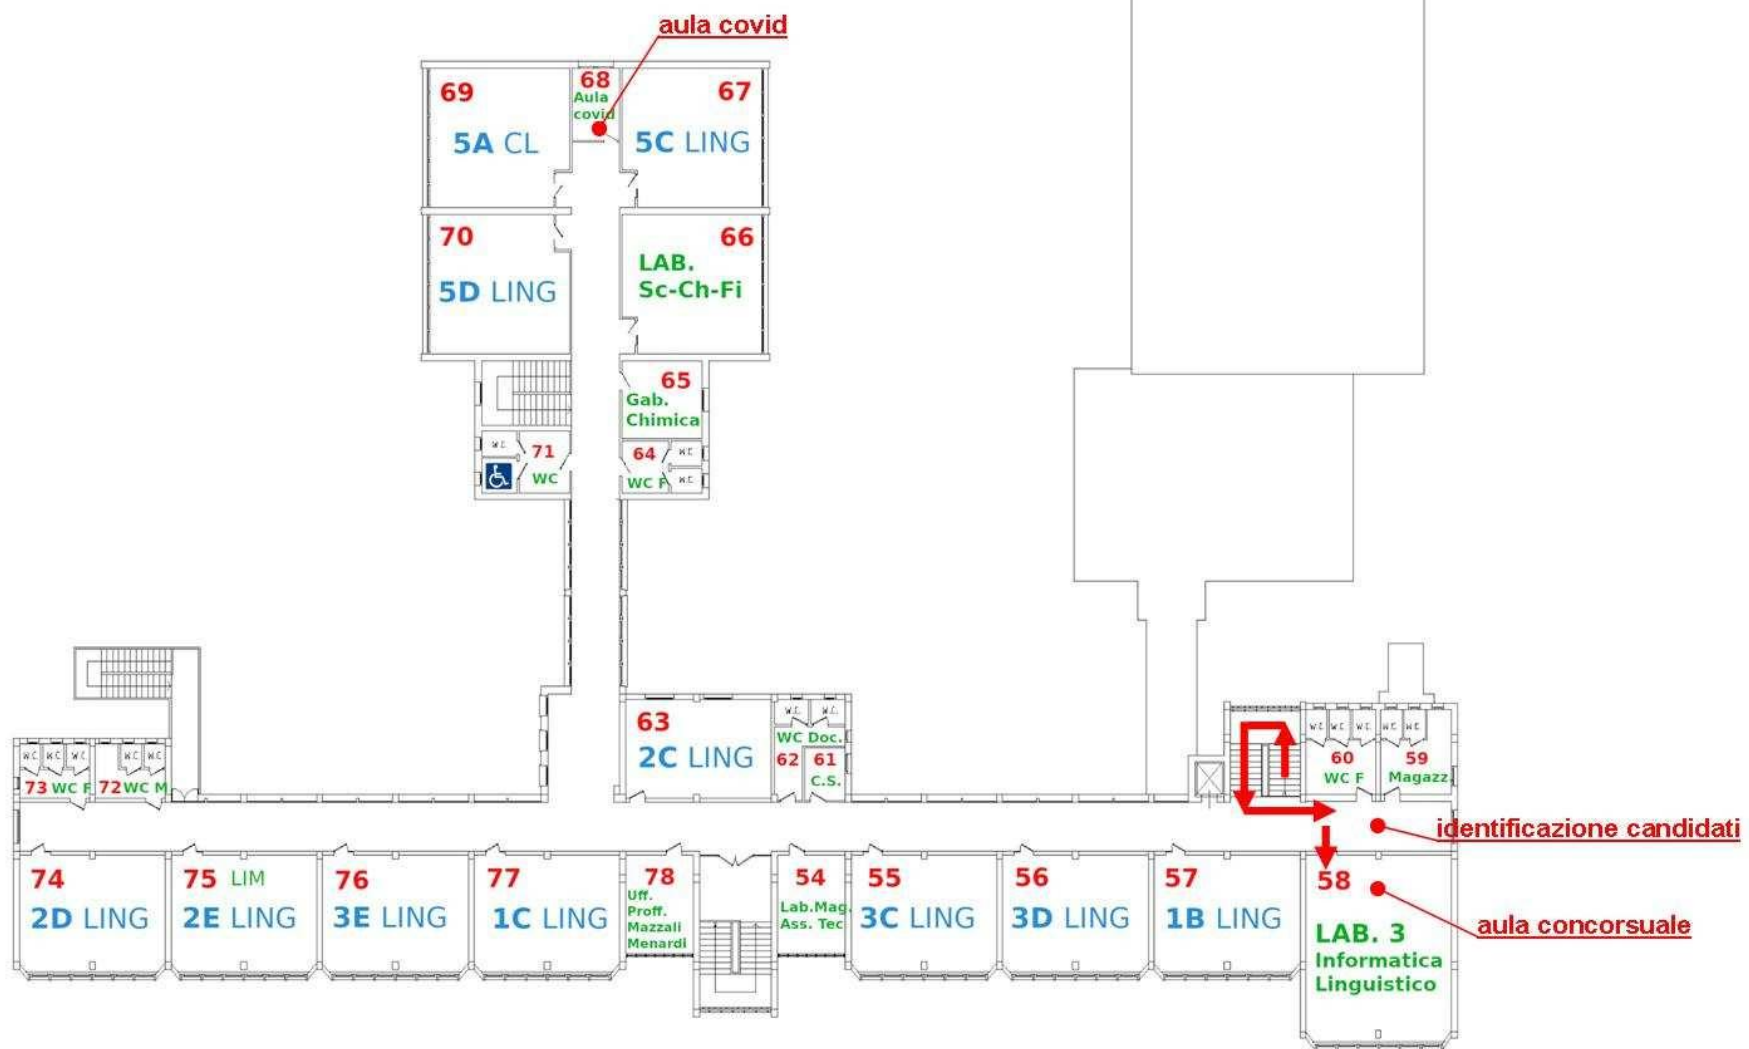 aula covid
69
5A CL
68
Aula
covid
67
5C LING
70
5D LING
66
LAB.
Sc-Ch-Fi
65
Gab.
Chimica
W.C
71
WC
64
WC F
W.C
W.C
63
2C LING
W.C.
W.C.
WC Doc.
62
61
C.S.
W.C
W.C
W.C
73 WC F
W.C
W.C
72 WC M
W.C
W.C
W.C
60
WC F
W.C
W.C
59
Magazz.
identificazione candidati
74
2D LING
75 LIM
2E LING
76
3E LING
77
1C LING
78
Uff.
Proff.
Mazzali
Menardi
54
Lab.Mag.
Ass. Tec
55
3C LING
56
3D LING
57
1B LING
58
LAB. 3
Informatica
Linguistico
aula concorsuale